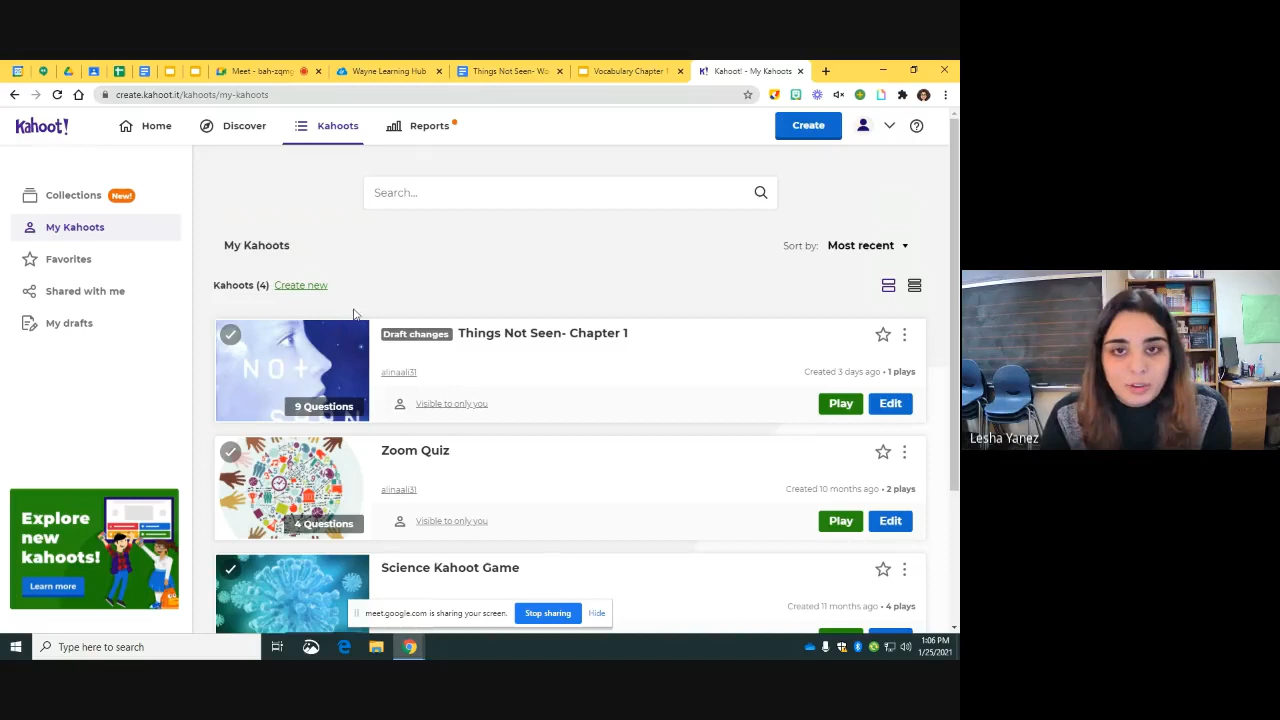 Meet - bah-zqmg
Wayne Learning Hub
Things Not Seen- Wo
Vocabulary Chapter 1
K! Kahoot! - My Kahoots
create.kahoot.it/kahoots/my-kahoots
Kahoot!
Home
Discover
Kahoots
Reports
Create
Collections New!
My Kahoots
Favorites
Shared with me
My drafts
Search...
My Kahoots
Sort by: Most recent
Kahoots (4) Create new
NOT
SEEN
9 Questions
Draft changes Things Not Seen- Chapter 1
alinaali31
Created 3 days ago • 1 plays
Visible to only you
Play
Edit
4 Questions
Zoom Quiz
alinaali31
Created 10 months ago • 2 plays
Visible to only you
Play
Edit
Science Kahoot Game
Created 11 months ago • 4 plays
Explore
new
kahoots!
Learn more
meet.google.com is sharing your screen.
Stop sharing
Hide
Type here to search
1:06 PM
1/25/2021
Lesha Yanez